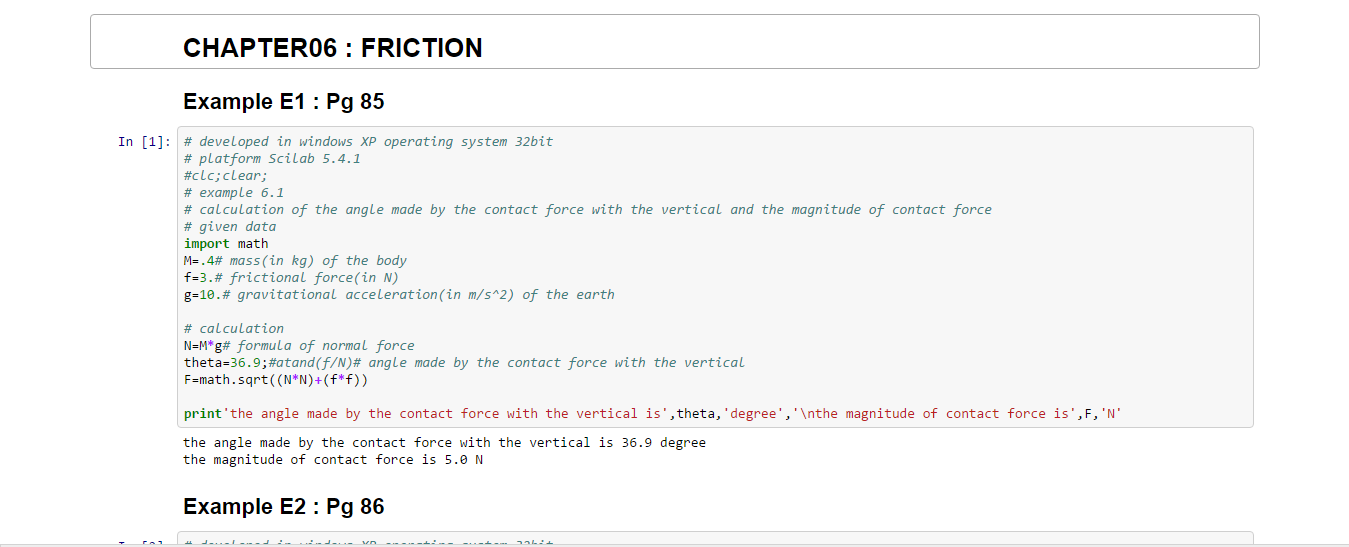 CHAPTER06 : FRICTION
Example E1 : Pg 85
In [1]: # developed in windows XP operating system 32bit
# platform Scilab 5.4.1
#clc;clear;
# example 6.1
# calculation of the angle made by the contact force with the vertical and the magnitude of contact force
# given data
import math
M=.4# mass(in kg) of the body
f=3.# frictional force(in N)
g=10.# gravitational acceleration(in m/s^2) of the earth
# calculation
N=M*g# formula of normal force
theta=36.9;#atand(f/N)# angle made by the contact force with the vertical
F=math.sqrt((N*N)+(f*f))
print'the angle made by the contact force with the vertical is',theta,'degree','\nthe magnitude of contact force is',F,'N'
the angle made by the contact force with the vertical is 36.9 degree
the magnitude of contact force is 5.0 N
Example E2 : Pg 86